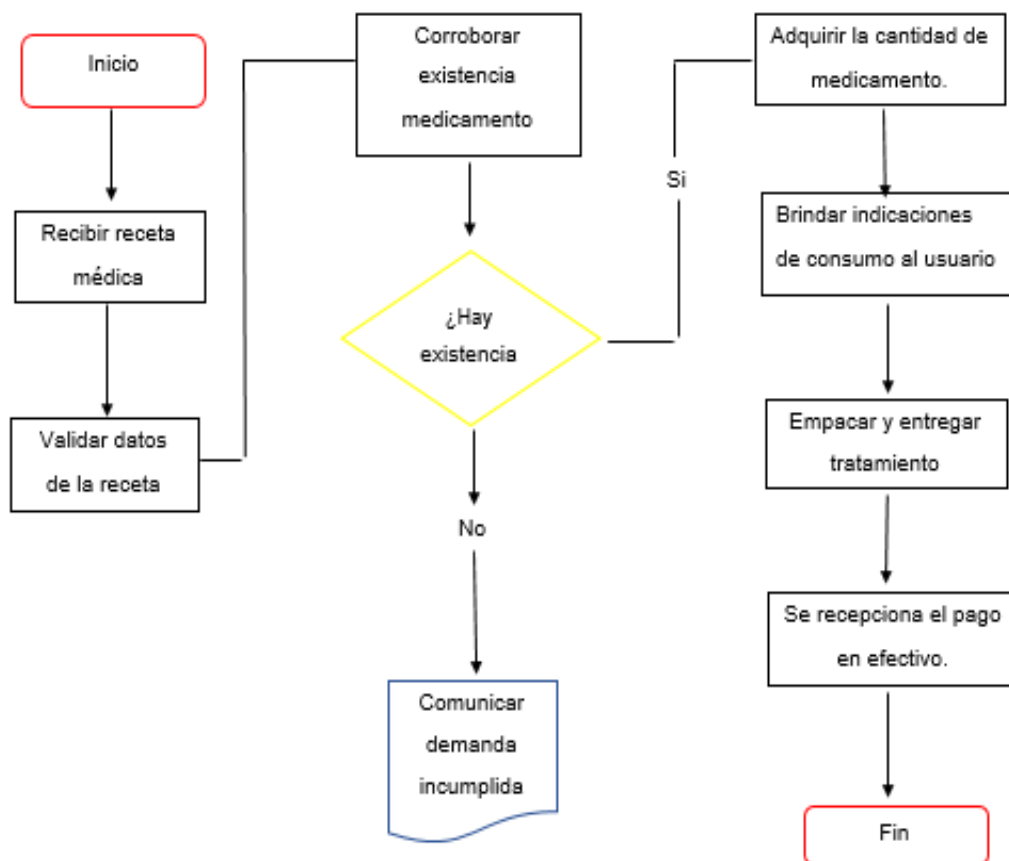 Inicio
Recibir receta
médica
Validar datos
de la receta
Corroborar
existencia
medicamento
¿Hay
existencia
No
Comunicar
demanda
incumplida
Si
Adquirir la cantidad de
medicamento.
Brindar indicaciones
de consumo al usuario
Empacar y entregar
tratamiento
Se recepciona el pago
en efectivo.
Fin